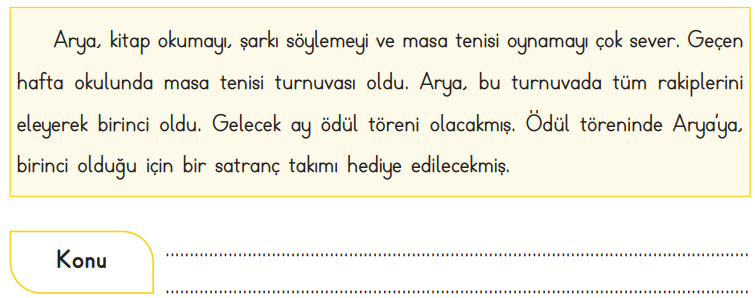 Arya, kitap okumayı, şarkı söylemeyi ve masa tenisi oynamayı çok sever. Geçen
hafta okulunda masa tenisi turnuvası oldu. Arya, bu turnuvada tüm rakiplerini
eleyerek birinci oldu. Gelecek ay ödül töreni olacakmış. Ödül töreninde Arya'ya,
birinci olduğu için bir satranç takımı hediye edilecekmiş.
Konu